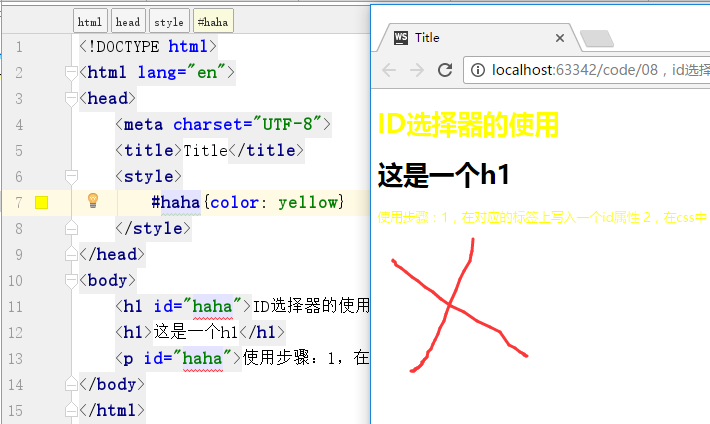 html head style #haha
1 <!DOCTYPE html>
2 <html lang="en">
3 <head>
4 <meta charset="UTF-8">
5 <title>Title</title>
6 <style>
7 #haha{color: yellow}
8 </style>
9 </head>
10 <body>
11 <h1 id="haha">ID选择器的使用
12 <h1>这是一个h1</h1>
13 <p id="haha">使用步骤：1，在
14 </body>
15 </html>
WS Title
localhost:63342/code/08，id选择
ID选择器的使用
这是一个h1
使用步骤：1，在对应的标签上写入一个id属性 2，在css中